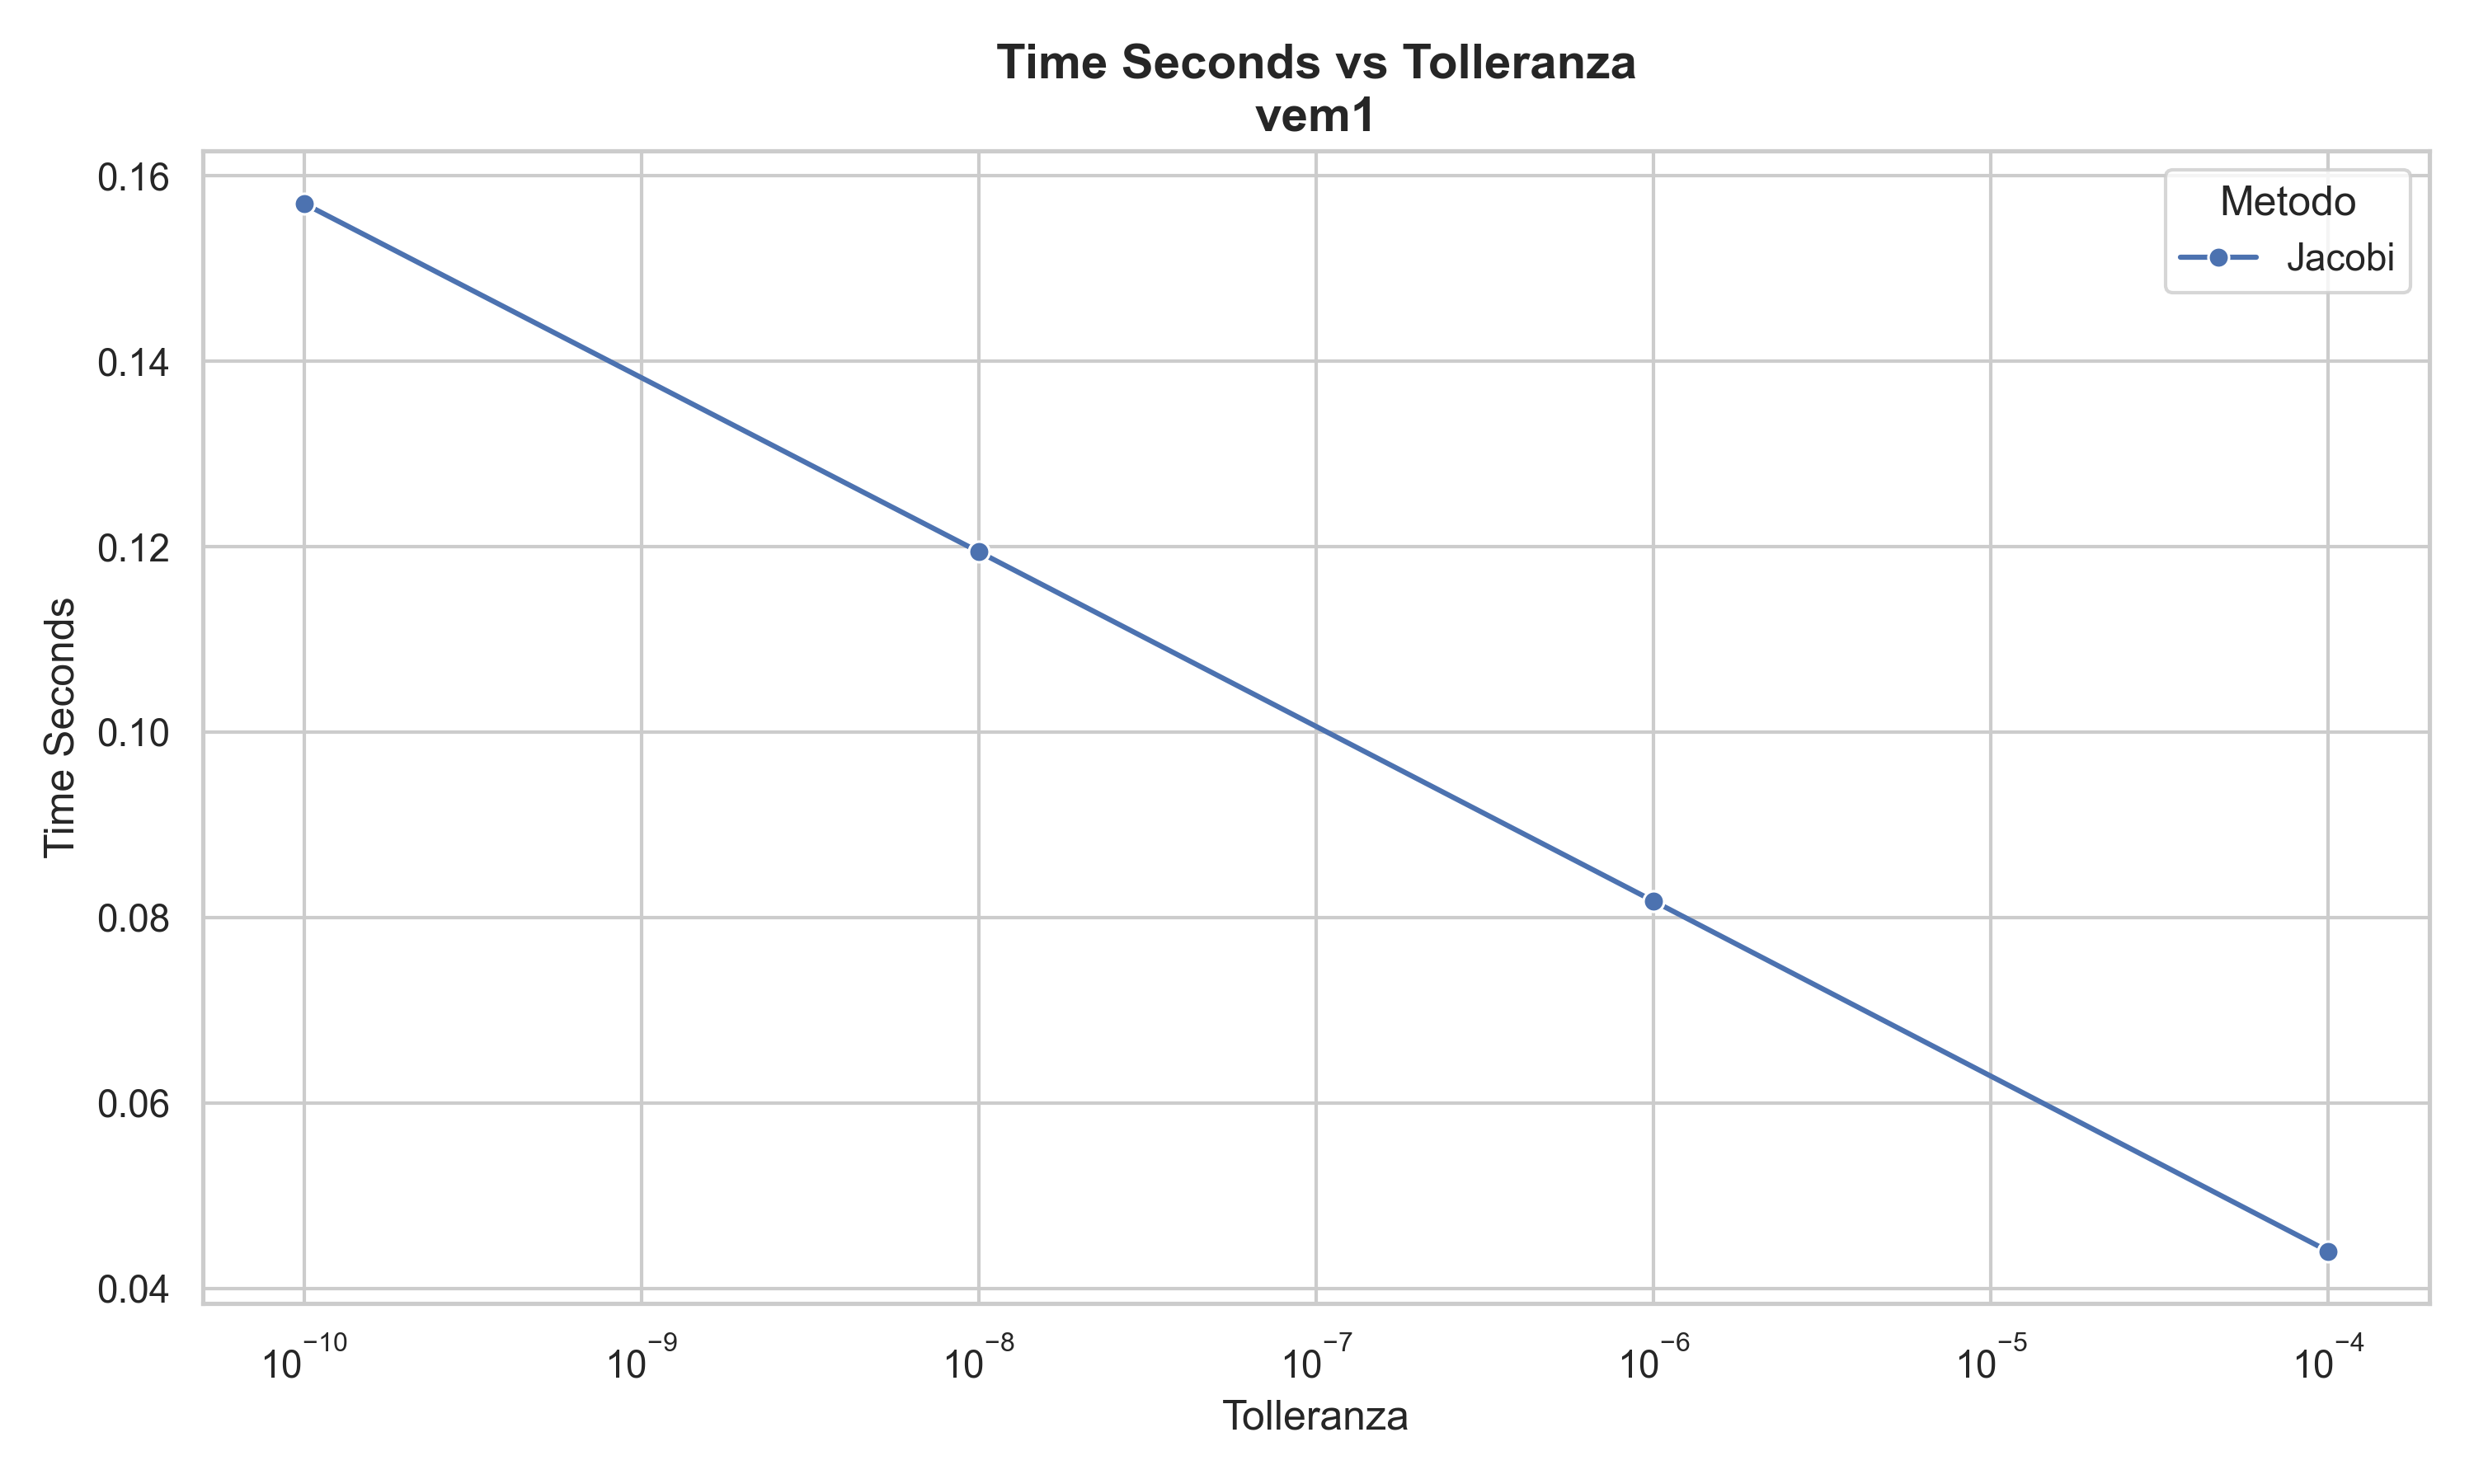 Time Seconds vs Tolleranza
vem1
Metodo
Jacobi
Time Seconds
0.16
0.14
0.12
0.10
0.08
0.06
0.04
10⁻¹⁰ 10⁻⁹ 10⁻⁸ 10⁻⁷ 10⁻⁶ 10⁻⁵ 10⁻⁴
Tolleranza